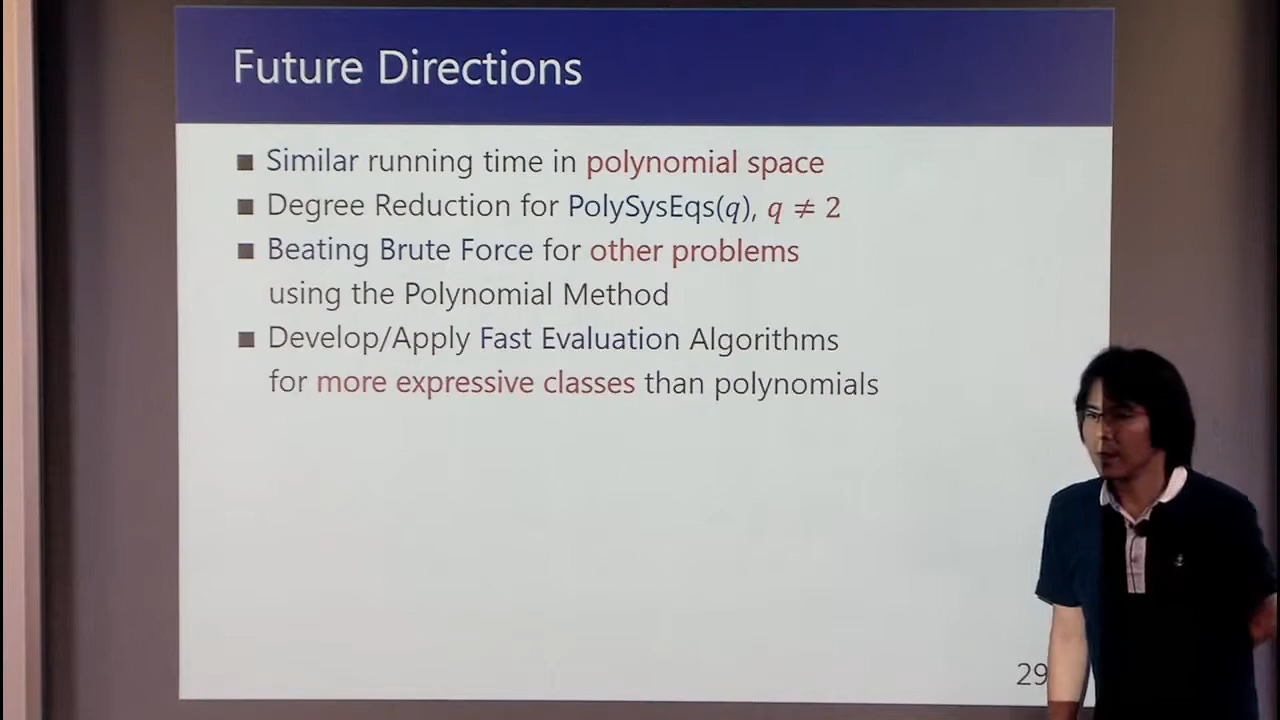 Future Directions
Similar running time in polynomial space
Degree Reduction for PolySysEqs(q), q ≠ 2
Beating Brute Force for other problems
using the Polynomial Method
Develop/Apply Fast Evaluation Algorithms
for more expressive classes than polynomials
29